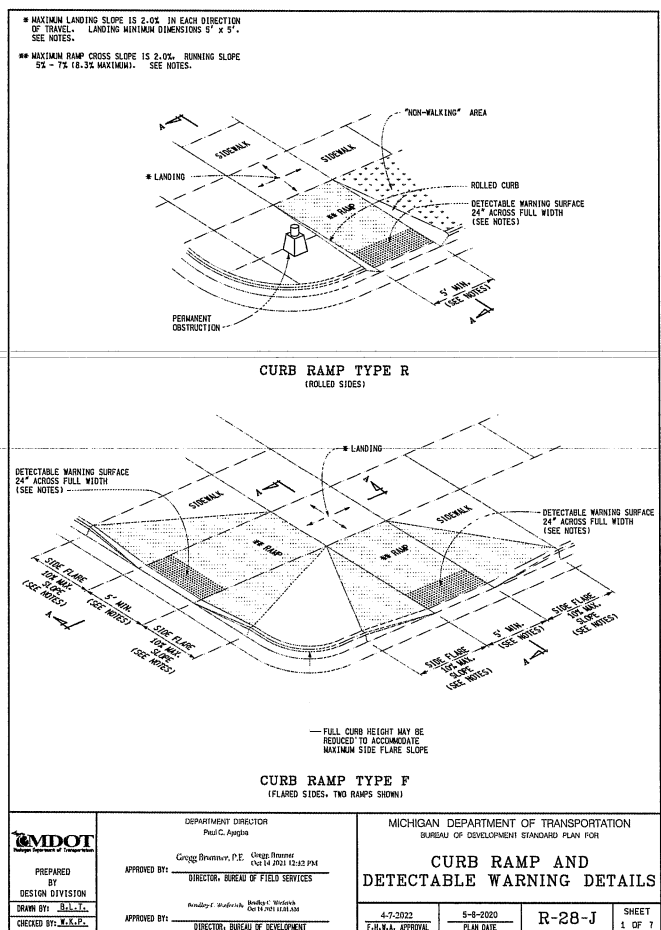 * MAXIMUM LANDING SLOPE IS 2.0% IN EACH DIRECTION
OF TRAVEL. LANDING MINIMUM DIMENSIONS 5' x 5'.
SEE NOTES.
** MAXIMUM RAMP CROSS SLOPE IS 2.0%, RUNNING SLOPE
5% - 7% (8.3% MAXIMUM). SEE NOTES.
"NON-WALKING" AREA
A
SIDEWALK
SIDEWALK
* LANDING
ROLLED CURB
** RAMP
DETECTABLE WARNING SURFACE
24" ACROSS FULL WIDTH
(SEE NOTES)
5' MIN.
(SEE NOTES)
A
PERMANENT
OBSTRUCTION
CURB RAMP TYPE R
(ROLLED SIDES)
* LANDING
DETECTABLE WARNING SURFACE
24" ACROSS FULL WIDTH
(SEE NOTES)
SIDEWALK
A
A
SIDEWALK
DETECTABLE WARNING SURFACE
24" ACROSS FULL WIDTH
(SEE NOTES)
** RAMP
** RAMP
SIDE FLARE
10% MAX.
SLOPE
(SEE NOTES)
5' MIN.
(SEE NOTES)
SIDE FLARE
10% MAX.
SLOPE
(SEE NOTES)
A
SIDE FLARE
10% MAX.
SLOPE
(SEE NOTES)
5' MIN.
(SEE NOTES)
SIDE FLARE
10% MAX.
SLOPE
(SEE NOTES)
A
FULL CURB HEIGHT MAY BE
REDUCED TO ACCOMMODATE
MAXIMUM SIDE FLARE SLOPE
CURB RAMP TYPE F
(FLARED SIDES, TWO RAMPS SHOWN)
MDOT
Michigan Department of Transportation
PREPARED
BY
DESIGN DIVISION
DRAWN BY: B.L.T.
CHECKED BY: W.K.P.
DEPARTMENT DIRECTOR
Paul C. Ajegba
Gregg Brunner, P.E. Gregg Brunner
Oct 14 2021 12:32 PM
APPROVED BY:
DIRECTOR, BUREAU OF FIELD SERVICES
Bradley C. Wieferich Bradley C. Wieferich
Oct 14 2021 11:01 AM
APPROVED BY:
DIRECTOR, BUREAU OF DEVELOPMENT
MICHIGAN DEPARTMENT OF TRANSPORTATION
BUREAU OF DEVELOPMENT STANDARD PLAN FOR
CURB RAMP AND
DETECTABLE WARNING DETAILS
4-7-2022
F.H.W.A. APPROVAL
5-8-2020
PLAN DATE
R-28-J
SHEET
1 OF 7